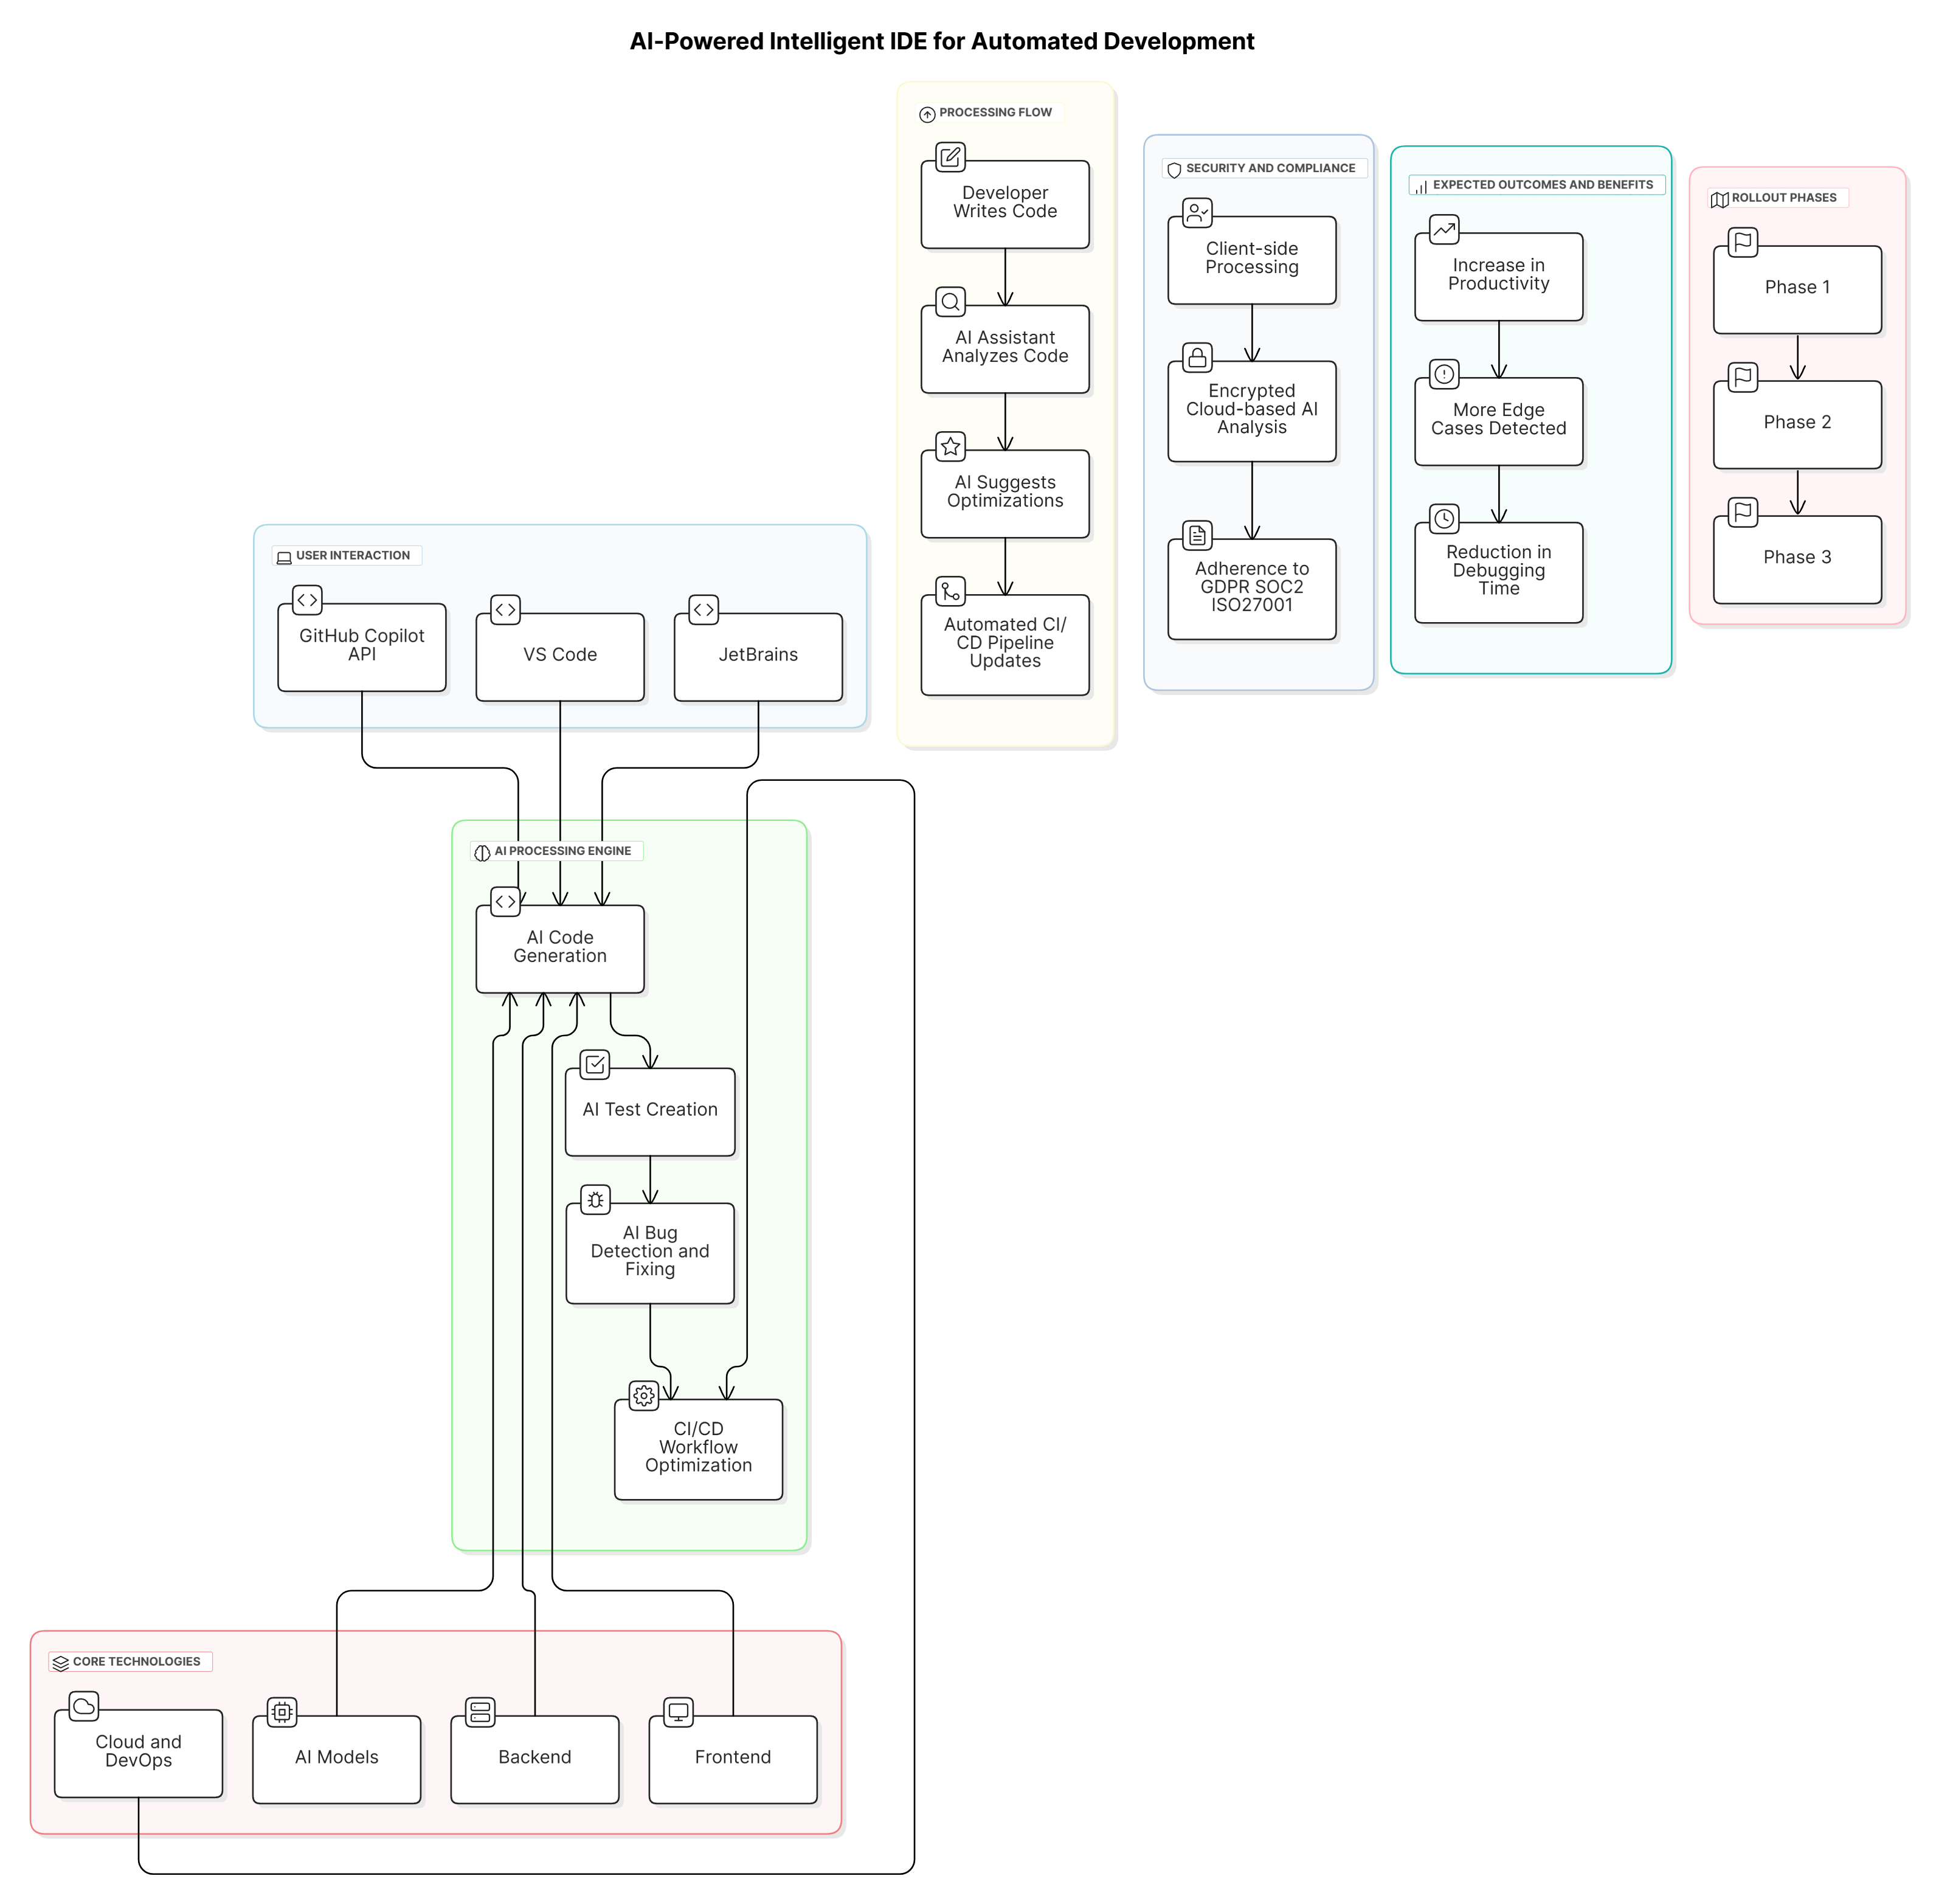 AI-Powered Intelligent IDE for Automated Development
PROCESSING FLOW
Developer
Writes Code
AI Assistant
Analyzes Code
AI Suggests
Optimizations
Automated CI/
CD Pipeline
Updates
SECURITY AND COMPLIANCE
Client-side
Processing
Encrypted
Cloud-based AI
Analysis
Adherence to
GDPR SOC2
ISO27001
EXPECTED OUTCOMES AND BENEFITS
Increase in
Productivity
More Edge
Cases Detected
Reduction in
Debugging
Time
ROLLOUT PHASES
Phase 1
Phase 2
Phase 3
USER INTERACTION
GitHub Copilot
API
VS Code
JetBrains
AI PROCESSING ENGINE
AI Code
Generation
AI Test Creation
AI Bug
Detection and
Fixing
CI/CD
Workflow
Optimization
CORE TECHNOLOGIES
Cloud and
DevOps
AI Models
Backend
Frontend